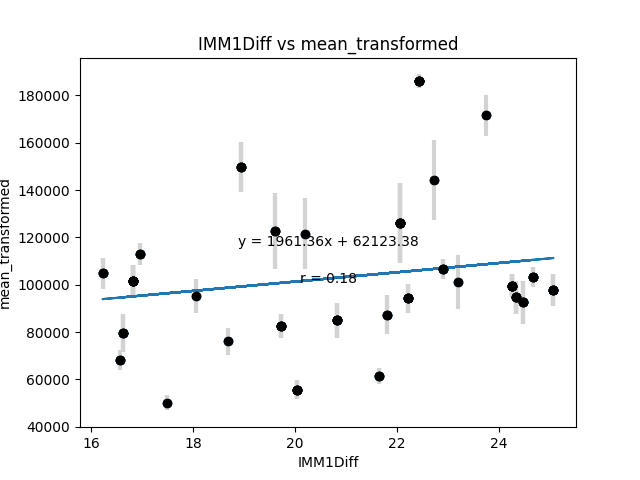 IMM1Diff vs mean_transformed
mean_transformed
180000
160000
140000
120000
100000
80000
60000
40000
y = 1961.36x + 62123.38
r = 0.18
16 18 20 22 24
IMM1Diff